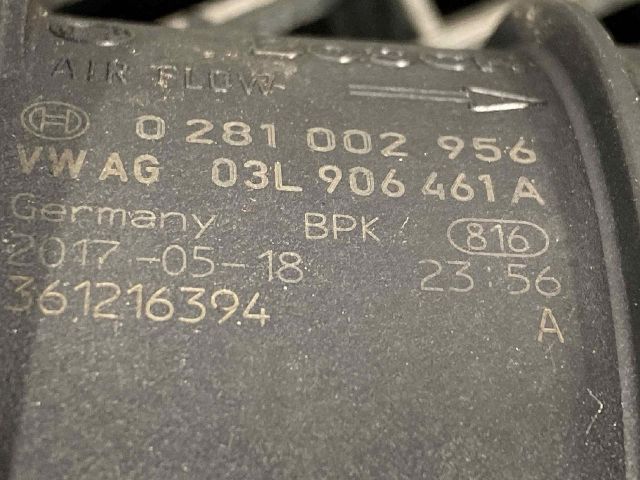 BOSCH
AIR FLOW
0 281 002 956
VW AG 03L 906 461 A
Germany BPK 816
2017-05-18 23:56
361216394 A